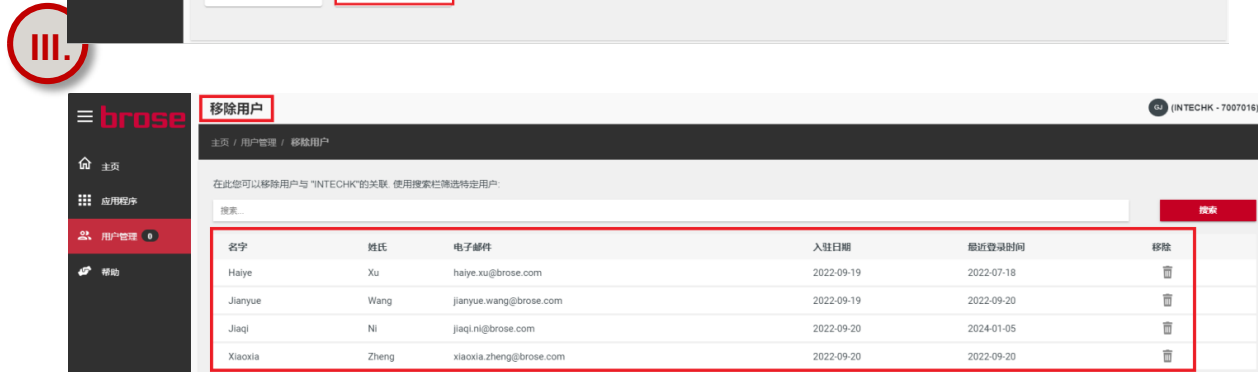 III.
brose
移除用户
GJ (INTECHK - 7007016)
主页 / 用户管理 / 移除用户
主页
应用程序
用户管理 0
帮助
在此您可以移除用户与 "INTECHK"的关联. 使用搜索栏筛选特定用户:
搜索... 搜索
名字 姓氏 电子邮件 入驻日期 最近登录时间 移除
Haiye Xu haiye.xu@brose.com 2022-09-19 2022-07-18
Jianyue Wang jianyue.wang@brose.com 2022-09-19 2022-09-20
Jiaqi Ni jiaqi.ni@brose.com 2022-09-20 2024-01-05
Xiaoxia Zheng xiaoxia.zheng@brose.com 2022-09-20 2022-09-20